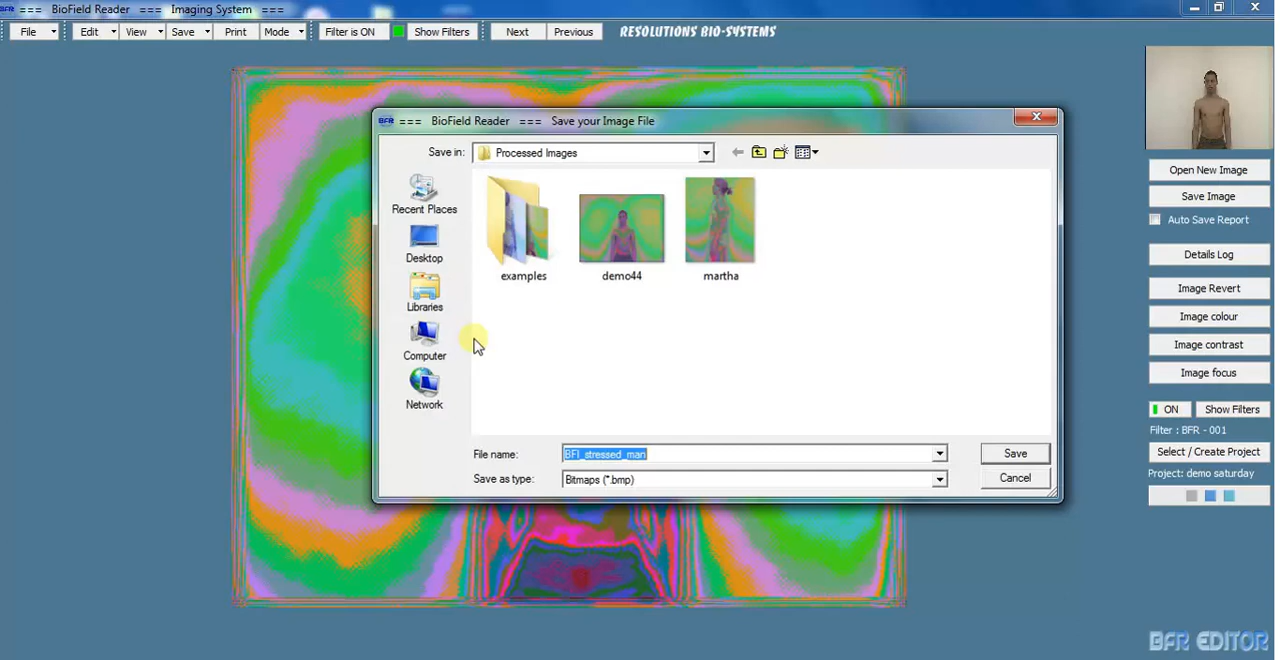 BFR === BioField Reader === Imaging System ===
File Edit View Save Print Mode Filter is ON Show Filters Next Previous RESOLUTIONS BIO-SYSTEMS
BFR === BioField Reader === Save your Image File
Save in: Processed Images
Recent Places
Desktop
Libraries
Computer
Network
examples demo44 martha
File name: BFI_stressed_man Save
Save as type: Bitmaps (*.bmp) Cancel
Open New Image
Save Image
Auto Save Report
Details Log
Image Revert
Image colour
Image contrast
Image focus
ON Show Filters
Filter : BFR - 001
Select / Create Project
Project: demo saturday
BFR EDITOR